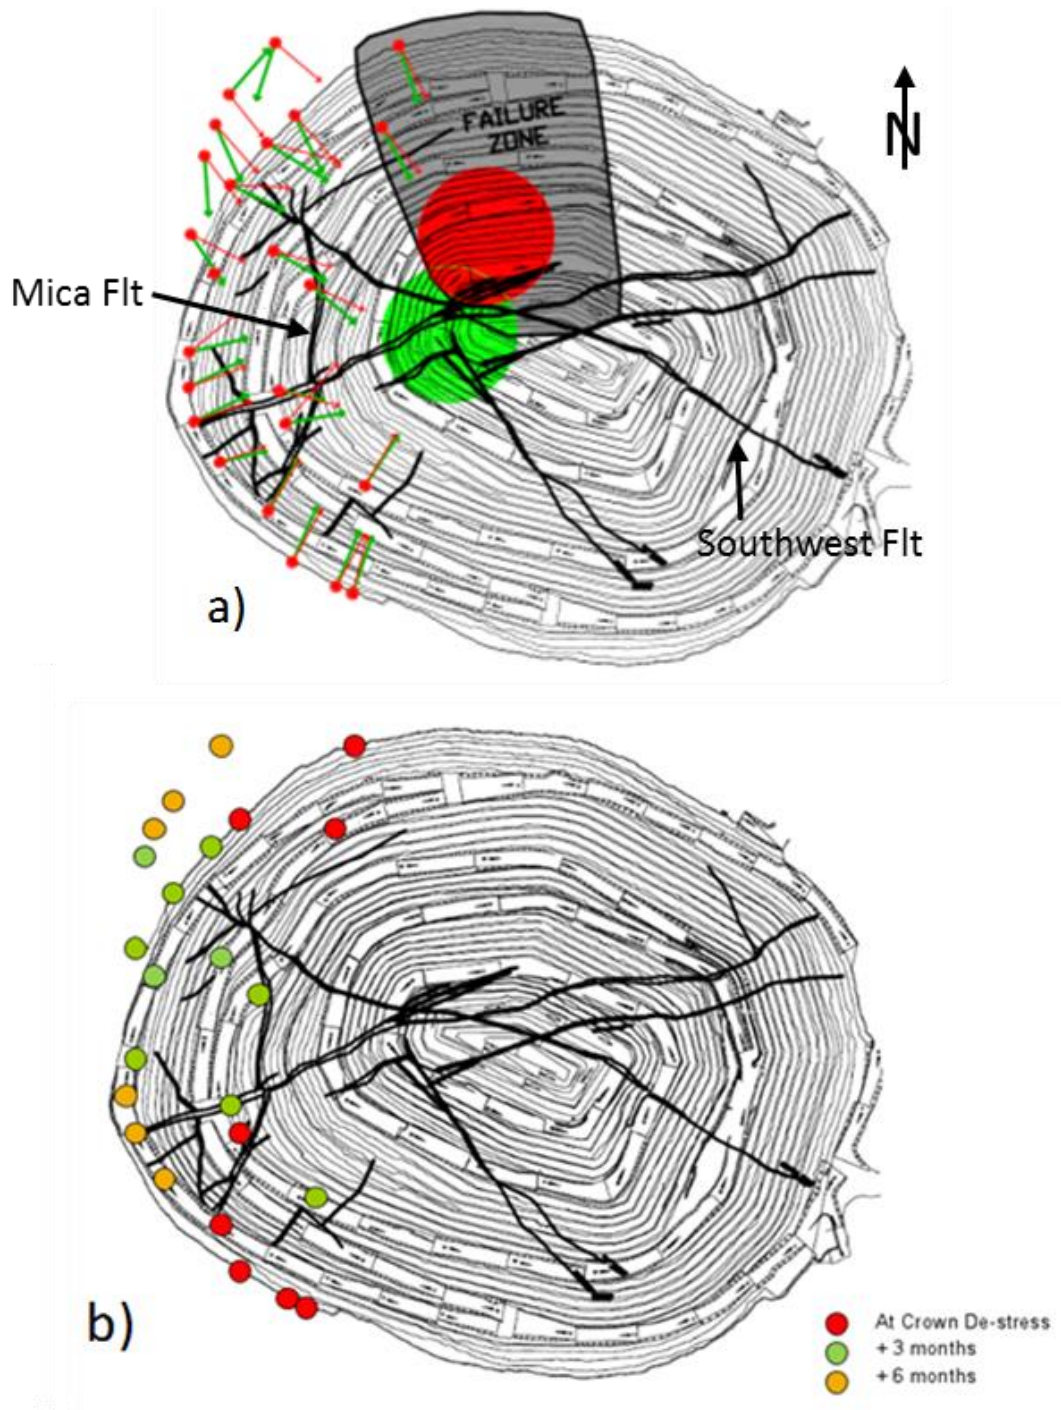 N
FAILURE
ZONE
Mica Flt
Southwest Flt
a)
b)
At Crown De-stress
+ 3 months
+ 6 months